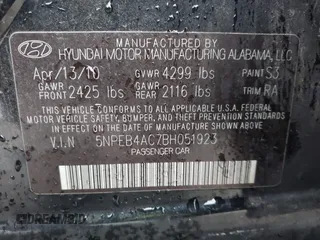 MANUFACTURED BY
HYUNDAI MOTOR MANUFACTURING ALABAMA, LLC
Apr/13/10 GVWR 4299 lbs PAINT S3
GAWR FRONT 2425 lbs GAWR REAR 2116 lbs TRIM RA
THIS VEHICLE CONFORMS TO ALL APPLICABLE U.S.A FEDERAL
MOTOR VEHICLE SAFETY, BUMPER, AND THEFT PREVENTION
STANDARDS IN EFFECT ON THE DATE OF MANUFACTURE
SHOWN ABOVE.
V.I.N 5NPEB4AC7BH051923
PASSENGER CAR
DREAMBID